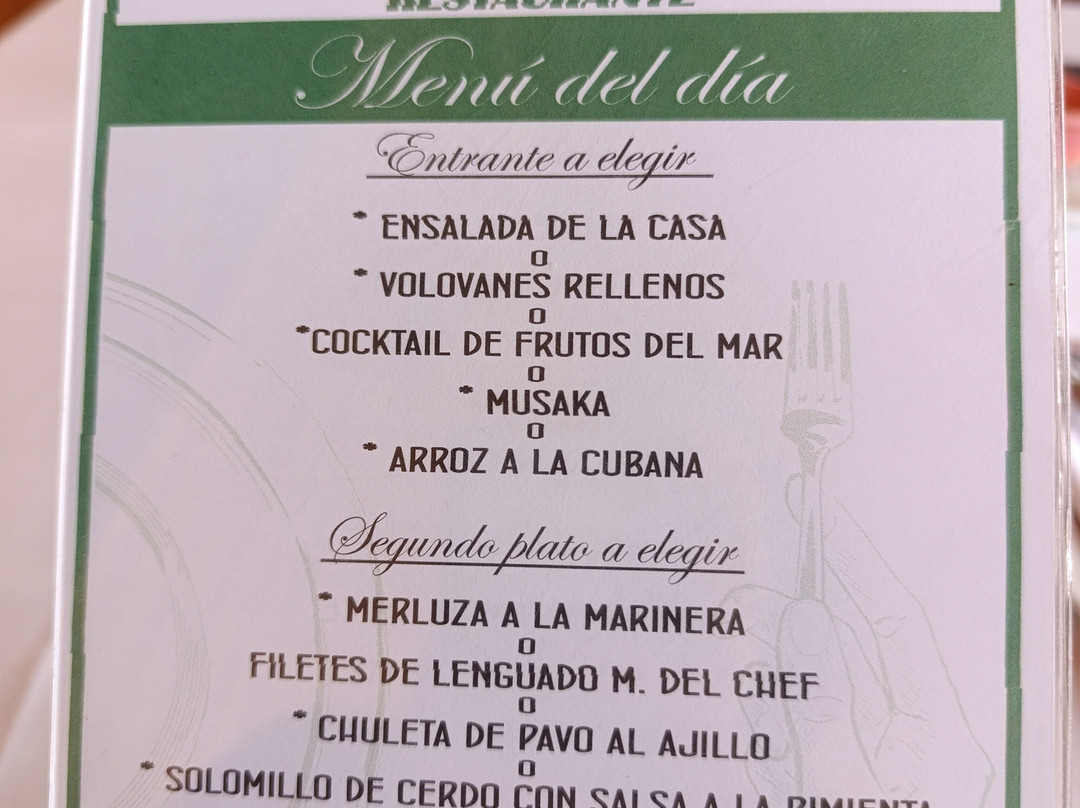 RESTAURANTE
Menú del día
Entrante a elegir
* ENSALADA DE LA CASA
O
* VOLOVANES RELLENOS
O
*COCKTAIL DE FRUTOS DEL MAR
O
* MUSAKA
O
* ARROZ A LA CUBANA
Segundo plato a elegir
* MERLUZA A LA MARINERA
O
FILETES DE LENGUADO M. DEL CHEF
O
* CHULETA DE PAVO AL AJILLO
O
* SOLOMILLO DE CERDO CON SALSA A LA PIMIENTA